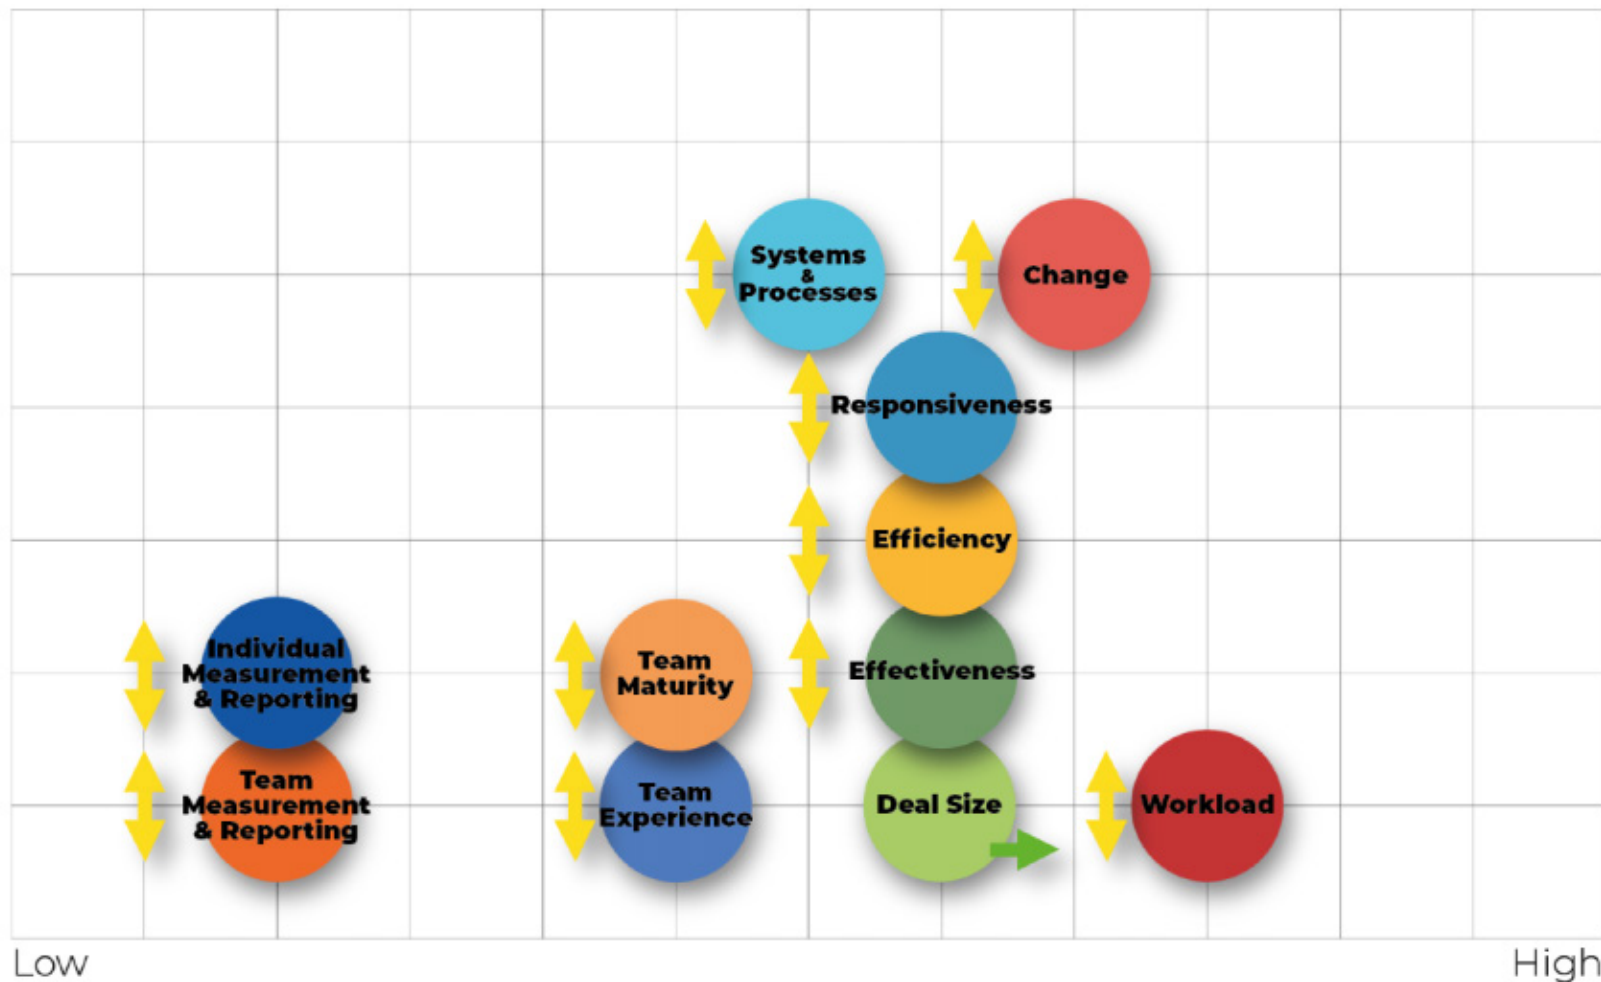 Systems
&
Processes
Change
Responsiveness
Efficiency
Individual
Measurement
& Reporting
Team
Maturity
Effectiveness
Team
Measurement
& Reporting
Team
Experience
Deal Size
Workload
Low
High